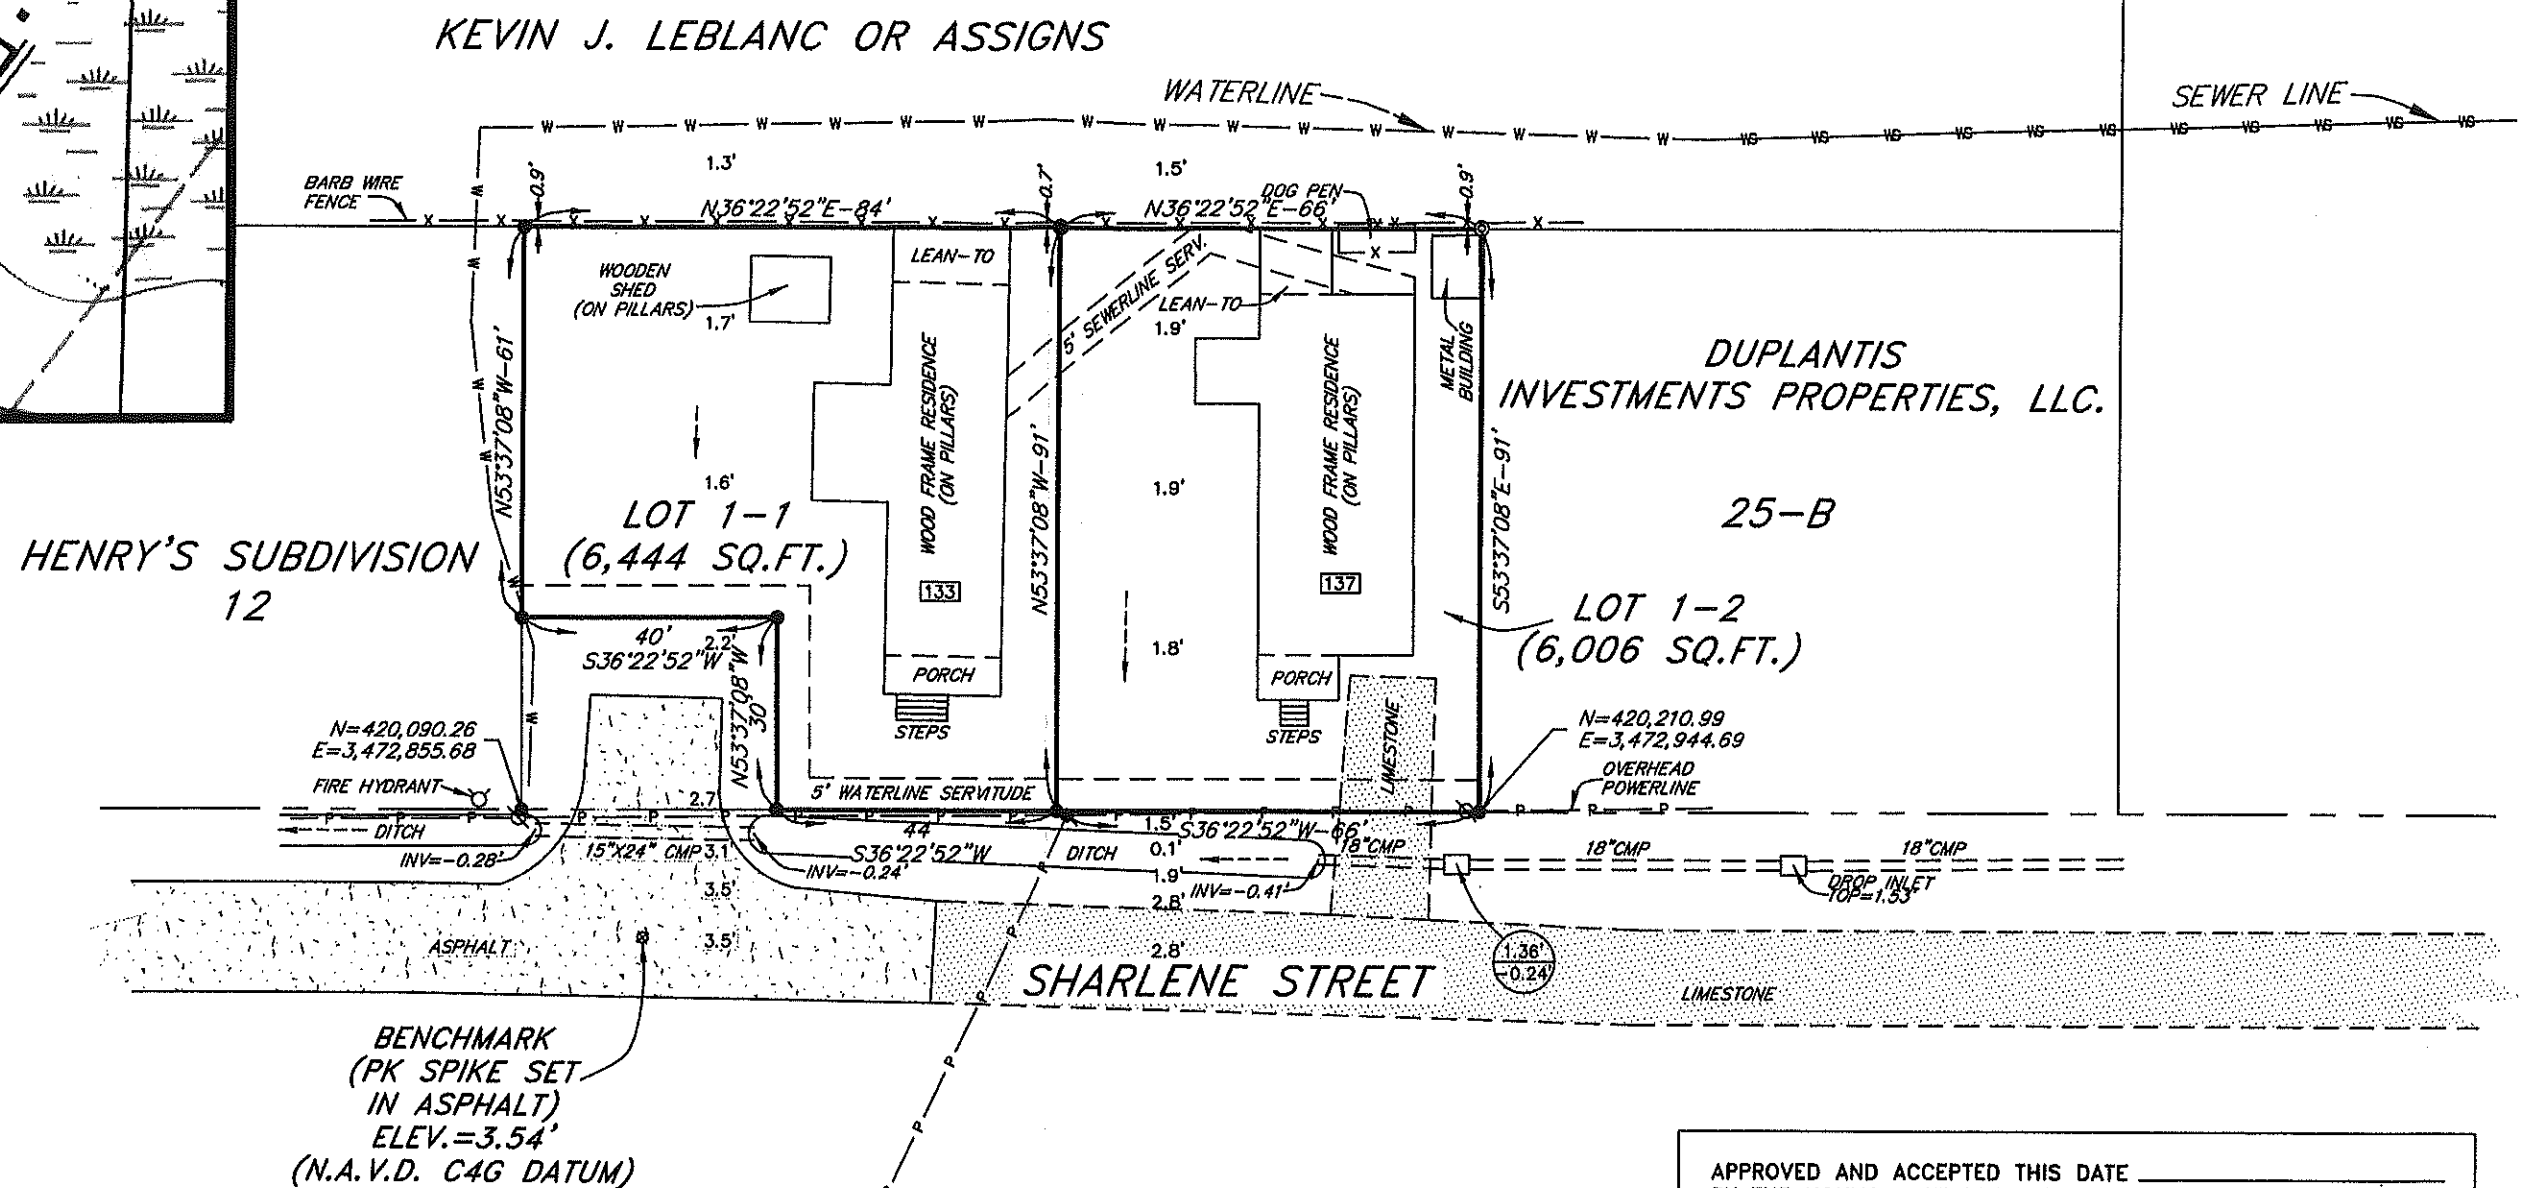 KEVIN J. LEBLANC OR ASSIGNS
WATERLINE
SEWER LINE
W W W W W W W W W W W W W W W W WS WS WS WS WS WS WS WS WS WS WS
1.3'
1.5'
BARB WIRE
FENCE
0.9'
0.7'
DOG PEN
0.9'
N36°22'52"E-84'
N36°22'52"E-66'
LEAN-TO
WOODEN
SHED
(ON PILLARS)
1.7'
5' SEWERLINE SERV.
LEAN-TO
1.9'
METAL
BUILDING
N53°37'08"W-61'
WOOD FRAME RESIDENCE
(ON PILLARS)
N53°37'08"W-91'
WOOD FRAME RESIDENCE
(ON PILLARS)
S53°37'08"E-91'
DUPLANTIS
INVESTMENTS PROPERTIES, LLC.
1.6'
1.9'
25-B
LOT 1-1
(6,444 SQ.FT.)
HENRY'S SUBDIVISION
12
133
137
LOT 1-2
(6,006 SQ.FT.)
40'
2.2'
S36°22'52"W
1.8'
N53°37'08"W
30'
PORCH
PORCH
STEPS
STEPS
LIMESTONE
N=420,090.26
E=3,472,855.68
N=420,210.99
E=3,472,944.69
FIRE HYDRANT
OVERHEAD
POWERLINE
2.7'
5' WATERLINE SERVITUDE
DITCH
44'
1.5'
S36°22'52"W-66'
INV=-0.28'
15"X24" CMP
3.1'
S36°22'52"W
DITCH
0.1'
18"CMP
18"CMP
18"CMP
INV=-0.24'
1.9'
INV=-0.41'
DROP INLET
TOP=1.53'
3.5'
2.8'
ASPHALT
3.5'
2.8'
1.36'
-0.24'
SHARLENE STREET
LIMESTONE
BENCHMARK
(PK SPIKE SET
IN ASPHALT)
ELEV.=3.54'
(N.A.V.D. C4G DATUM)
APPROVED AND ACCEPTED THIS DATE